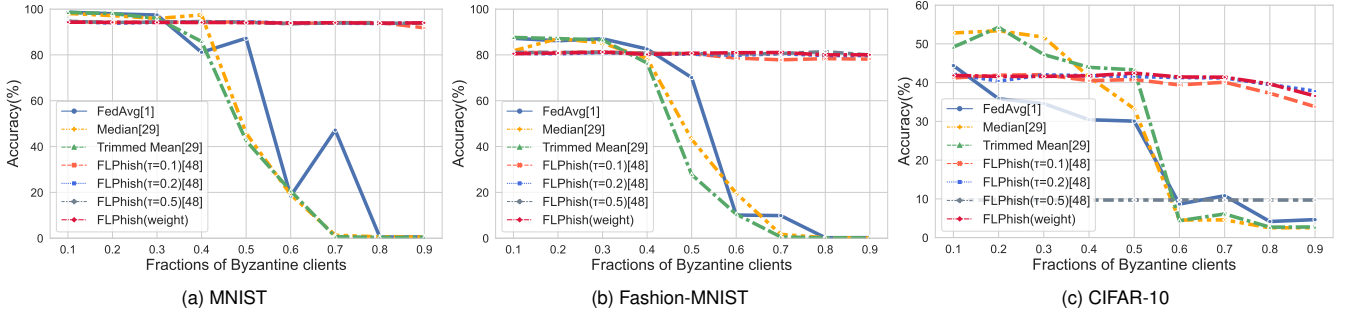 100
80
60
40
20
0
Accuracy(%)
FedAvg[1]
Median[29]
Trimmed Mean[29]
FLPhish(τ=0.1)[48]
FLPhish(τ=0.2)[48]
FLPhish(τ=0.5)[48]
FLPhish(weight)
0.1 0.2 0.3 0.4 0.5 0.6 0.7 0.8 0.9
Fractions of Byzantine clients
(a) MNIST
100
80
60
40
20
0
Accuracy(%)
FedAvg[1]
Median[29]
Trimmed Mean[29]
FLPhish(τ=0.1)[48]
FLPhish(τ=0.2)[48]
FLPhish(τ=0.5)[48]
FLPhish(weight)
0.1 0.2 0.3 0.4 0.5 0.6 0.7 0.8 0.9
Fractions of Byzantine clients
(b) Fashion-MNIST
60
50
40
30
20
10
0
Accuracy(%)
FedAvg[1]
Median[29]
Trimmed Mean[29]
FLPhish(τ=0.1)[48]
FLPhish(τ=0.2)[48]
FLPhish(τ=0.5)[48]
FLPhish(weight)
0.1 0.2 0.3 0.4 0.5 0.6 0.7 0.8 0.9
Fractions of Byzantine clients
(c) CIFAR-10